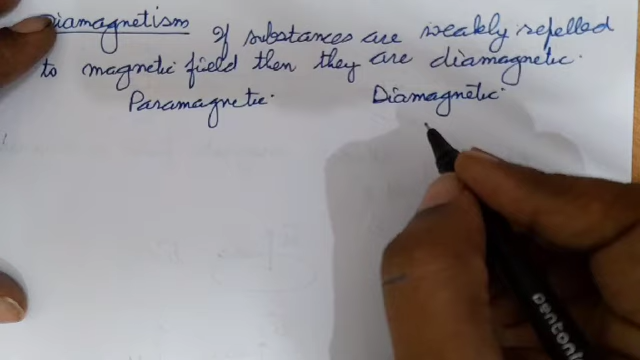 Diamagnetism If substances are weakly repelled
to magnetic field then they are diamagnetic.
Paramagnetic. Diamagnetic.